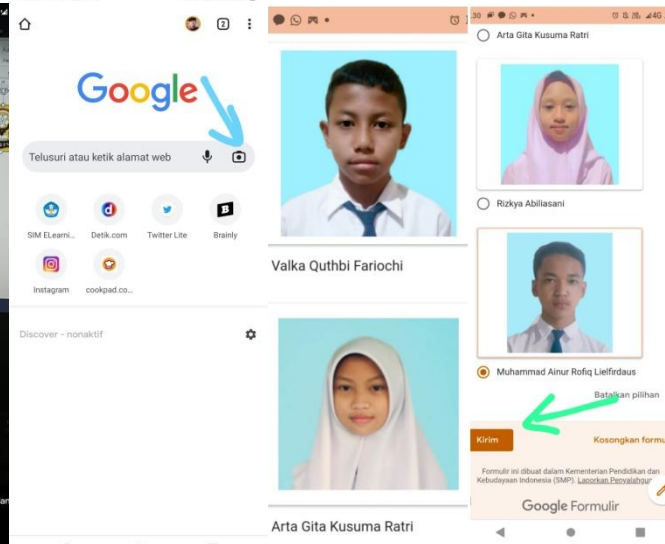 2
Google
Telusuri atau ketik alamat web
SIM ELearni...
Detik.com
Twitter Lite
Brainly
Instagram
cookpad.co...
Discover - nonaktif
Valka Quthbi Fariochi
Arta Gita Kusuma Ratri
:30
4G
Arta Gita Kusuma Ratri
Rizkya Abiliasani
Muhammad Ainur Rofiq Lielfirdaus
Batalkan pilihan
Kirim
Kosongkan formu
Formulir ini dibuat dalam Kementerian Pendidikan dan
Kebudayaan Indonesia (SMP). Laporkan Penyalahgun
Google Formulir